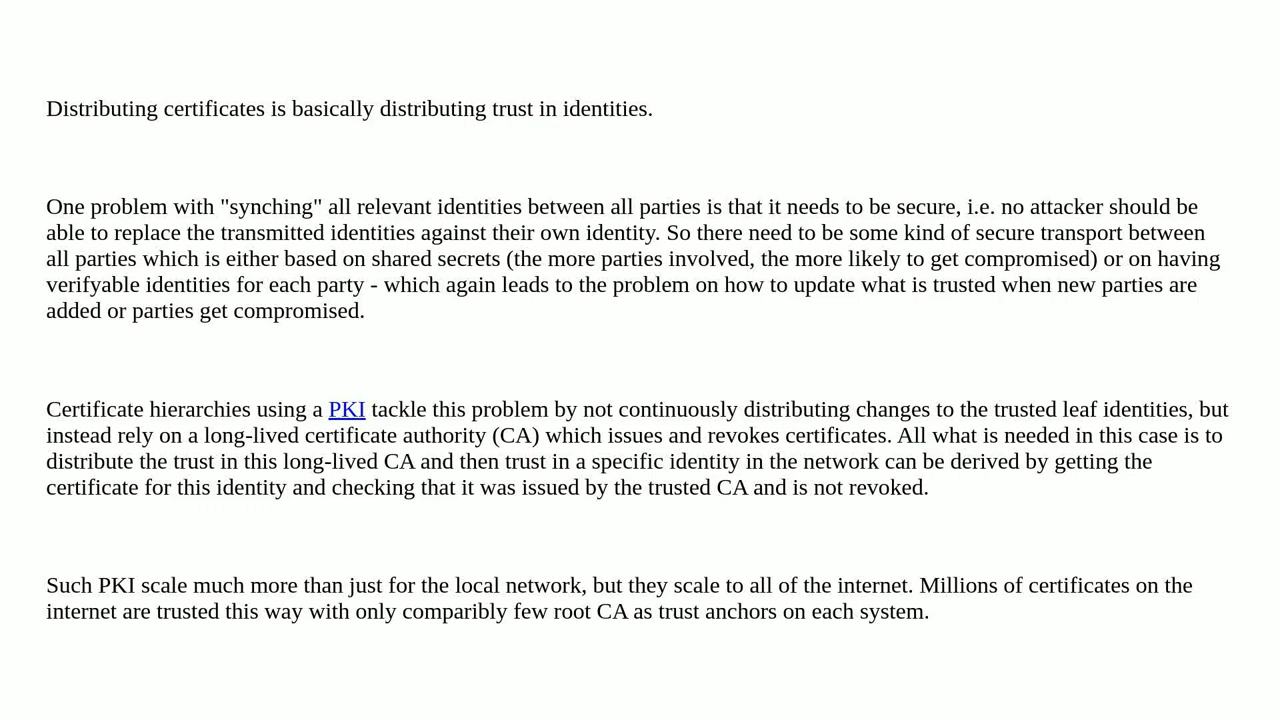 Distributing certificates is basically distributing trust in identities.
One problem with "synching" all relevant identities between all parties is that it needs to be secure, i.e. no attacker should be
able to replace the transmitted identities against their own identity. So there need to be some kind of secure transport between
all parties which is either based on shared secrets (the more parties involved, the more likely to get compromised) or on having
verifyable identities for each party - which again leads to the problem on how to update what is trusted when new parties are
added or parties get compromised.
Certificate hierarchies using a PKI tackle this problem by not continuously distributing changes to the trusted leaf identities, but
instead rely on a long-lived certificate authority (CA) which issues and revokes certificates. All what is needed in this case is to
distribute the trust in this long-lived CA and then trust in a specific identity in the network can be derived by getting the
certificate for this identity and checking that it was issued by the trusted CA and is not revoked.
Such PKI scale much more than just for the local network, but they scale to all of the internet. Millions of certificates on the
internet are trusted this way with only comparibly few root CA as trust anchors on each system.